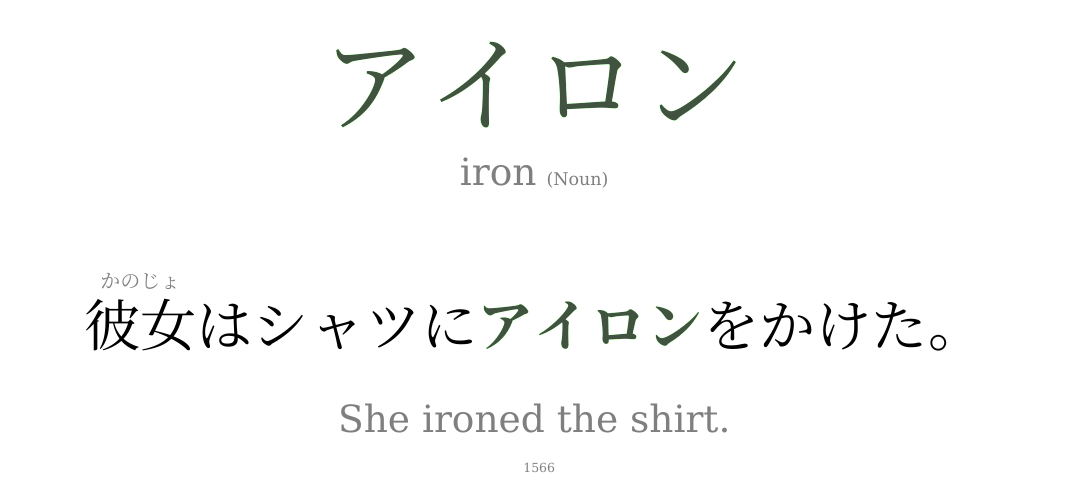 アイロン
iron (Noun)
かのじょ
彼女はシャツにアイロンをかけた。
She ironed the shirt.
1566